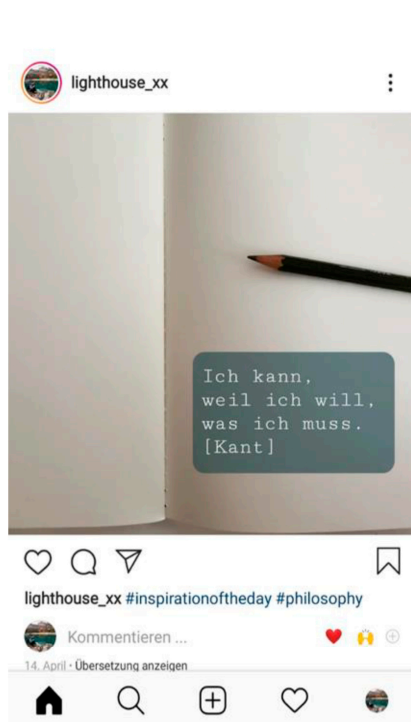 lighthouse_xx
Ich kann,
weil ich will,
was ich muss.
[Kant]
lighthouse_xx #inspirationoftheday #philosophy
Kommentieren ...
14. April · Übersetzung anzeigen